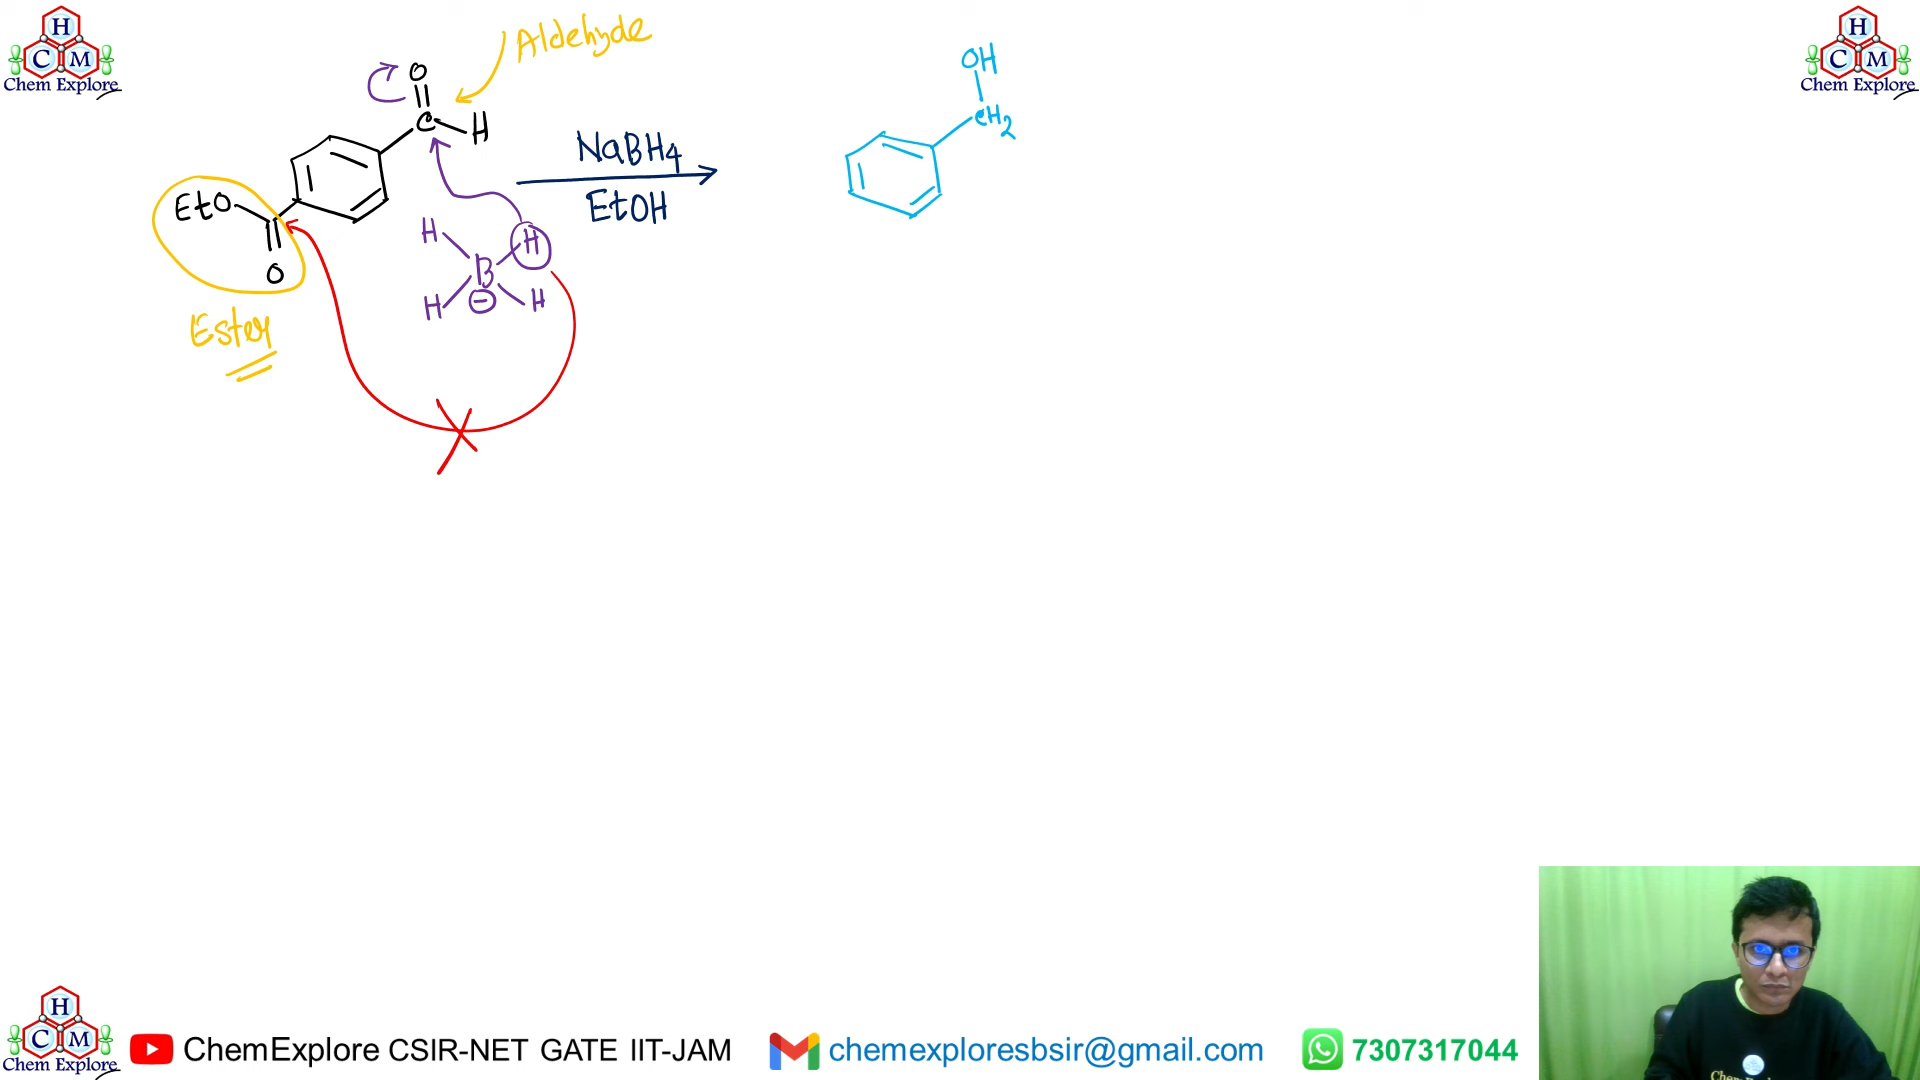 H
C M
Chem Explore
Aldehyde
O
C H
EtO
O
Ester
NaBH4
EtOH
H H
B
⊖
H H
OH
CH2
H
C M
Chem Explore
H
C M
Chem Explore
ChemExplore CSIR-NET GATE IIT-JAM
chemexploresbsir@gmail.com
7307317044